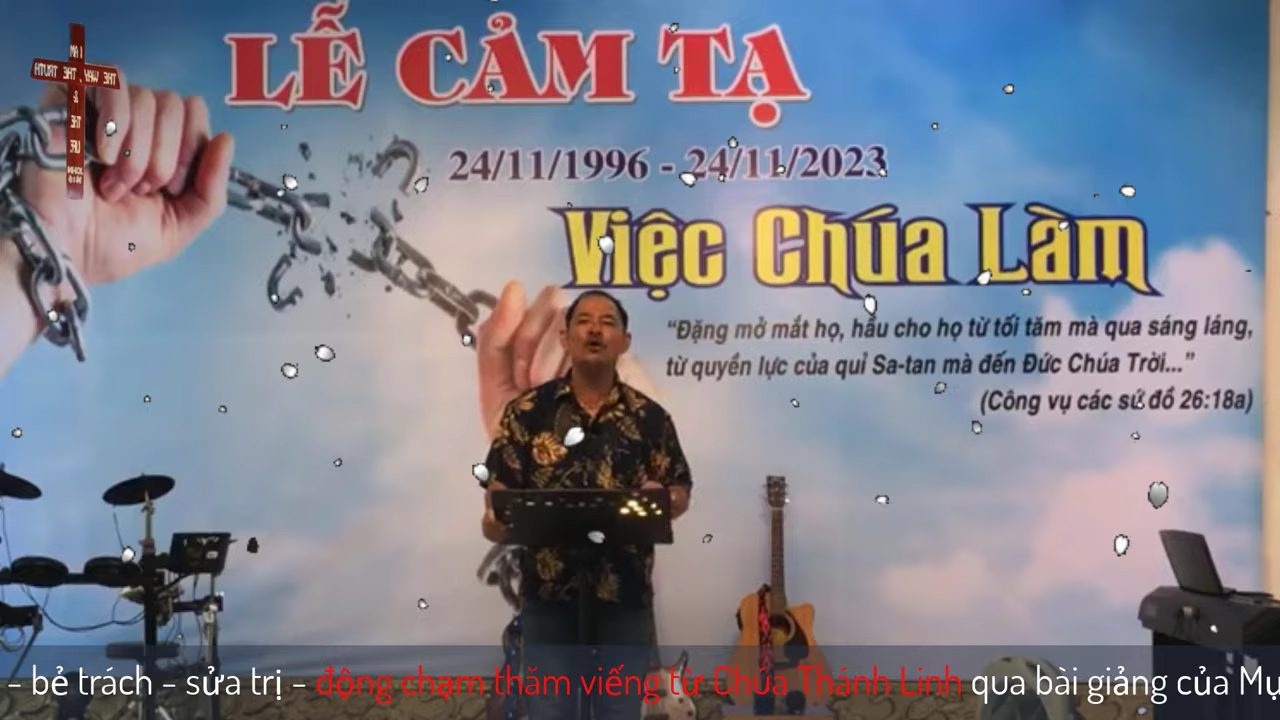 LỄ CẢM TẠ
24/11/1996 - 24/11/2023
Việc Chúa Làm
“Đặng mở mắt họ, hầu cho họ từ tối tăm mà qua sáng láng,
từ quyền lực của quỉ Sa-tan mà đến Đức Chúa Trời...”
(Công vụ các sứ đồ 26:18a)
- bẻ trách - sửa trị - động chạm thăm viếng từ Chúa Thánh Linh qua bài giảng của Mụ